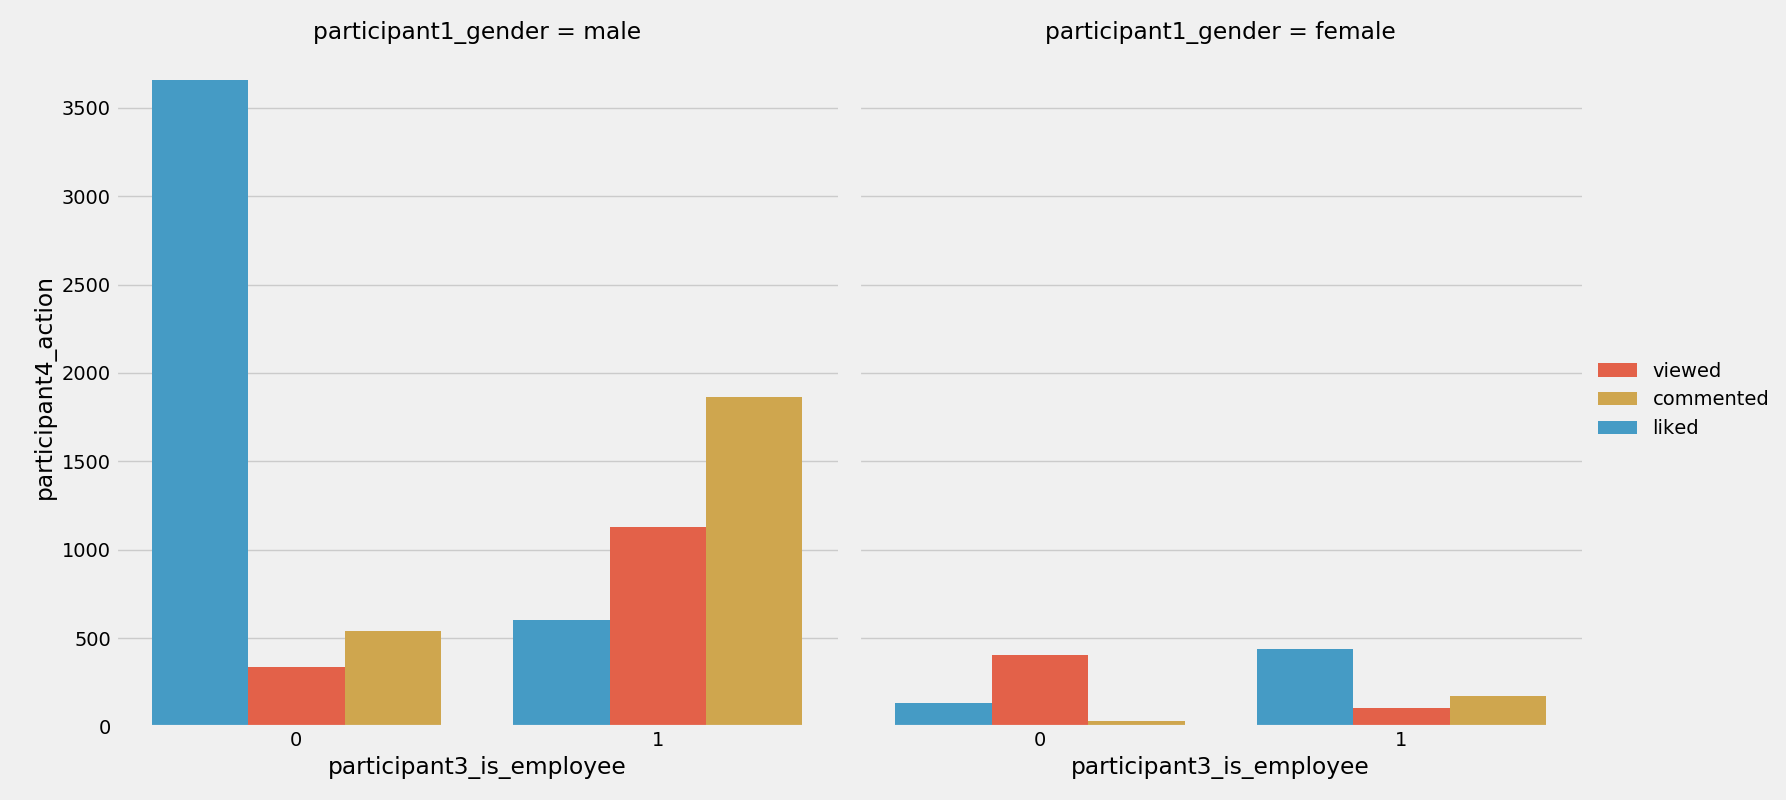 participant1_gender = male
participant1_gender = female
participant4_action
3500
3000
2500
2000
1500
1000
500
0
0 1
0 1
participant3_is_employee
participant3_is_employee
viewed
commented
liked